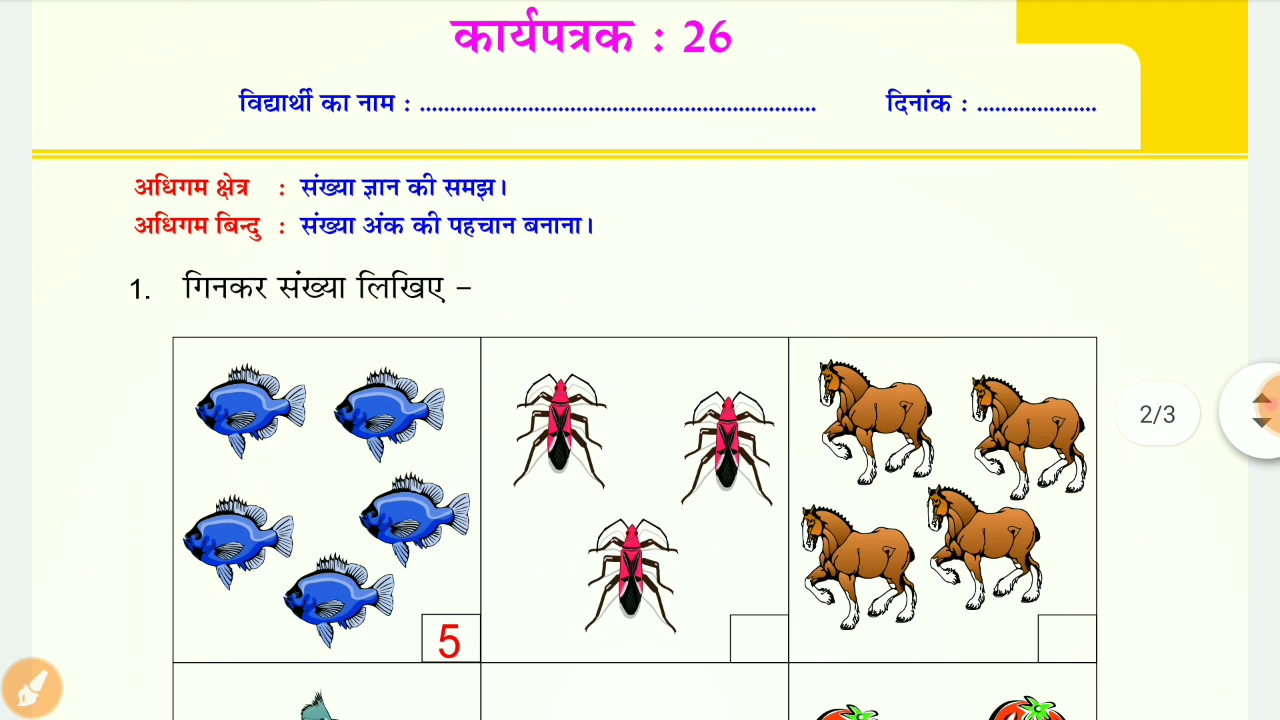 कार्यपत्रक : 26
विद्यार्थी का नाम : .................................................................. दिनांक : ....................
अधिगम क्षेत्र : संख्या ज्ञान की समझ।
अधिगम बिन्दु : संख्या अंक की पहचान बनाना।
1. गिनकर संख्या लिखिए –
2/3
5